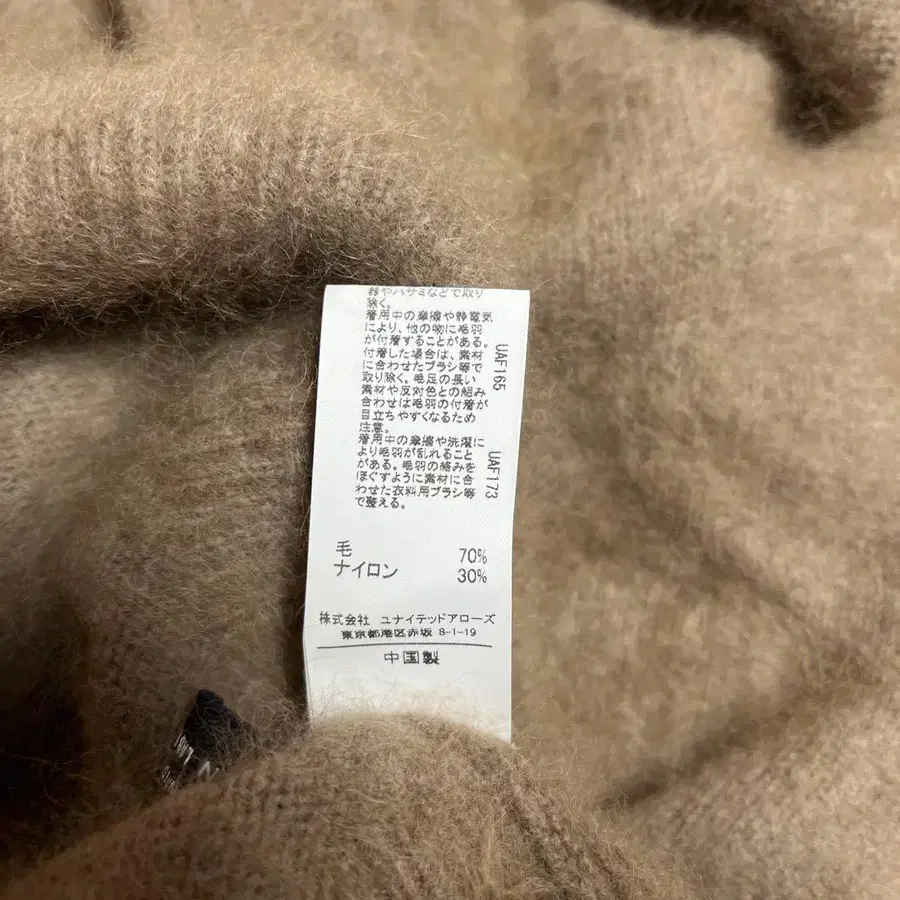 器やハサミなどで取り
除く。
着用中の摩擦や静電気
により、他の物に毛羽
が付着することがある。
付着した場合は、素材
に合わせたブラシ等で
取り除く。毛足の長い
素材や反対色との組み
合わせは毛羽の付着が
目立ちやすくなるため
注意。
UAF165
着用中の摩擦や洗濯に
より毛羽が乱れること
がある。毛羽の絡みを
ほぐすように素材に合
わせた衣料用ブラシ等
で整える。
UAF173
毛 70%
ナイロン 30%
株式会社 ユナイテッドアローズ
東京都港区赤坂 8-1-19
中国製